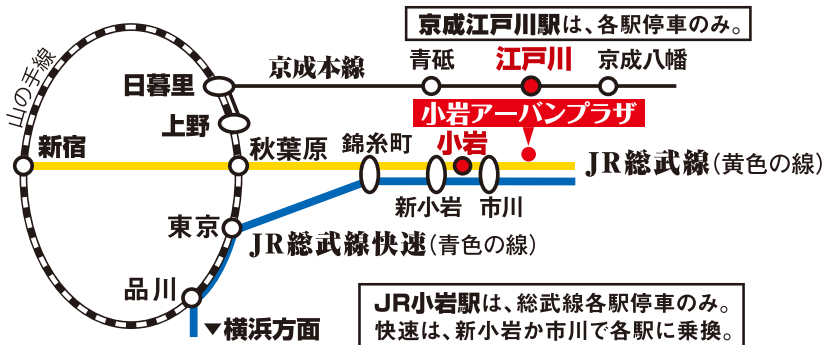 京成江戸川駅は、各駅停車のみ。
山の手線
日暮里
京成本線
青砥
江戸川
京成八幡
上野
小岩アーバンプラザ
新宿
秋葉原
錦糸町
小岩
JR総武線(黄色の線)
新小岩
市川
東京
JR総武線快速(青色の線)
品川
▼横浜方面
JR小岩駅は、総武線各駅停車のみ。
快速は、新小岩か市川で各駅に乗換。